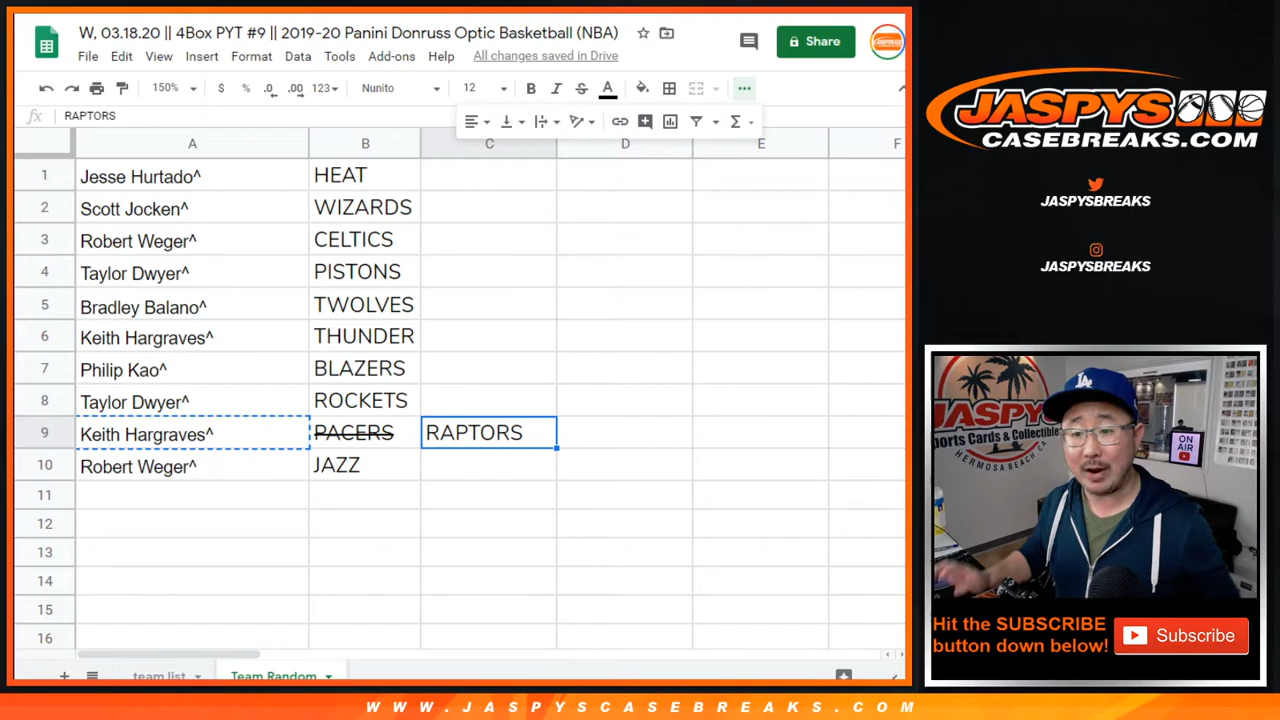 W, 03.18.20 || 4Box PYT #9 || 2019-20 Panini Donruss Optic Basketball (NBA)
File Edit View Insert Format Data Tools Add-ons Help All changes saved in Drive
Share
150% $ % .0 .00 123 Nunito 12 B I S A
fx RAPTORS
A B C D E F
1 Jesse Hurtado^ HEAT
2 Scott Jocken^ WIZARDS
3 Robert Weger^ CELTICS
4 Taylor Dwyer^ PISTONS
5 Bradley Balano^ TWOLVES
6 Keith Hargraves^ THUNDER
7 Philip Kao^ BLAZERS
8 Taylor Dwyer^ ROCKETS
9 Keith Hargraves^ PACERS RAPTORS
10 Robert Weger^ JAZZ
11
12
13
14
15
16
team list Team Random
JASPYS
CASEBREAKS.COM
JASPYSBREAKS
JASPYSBREAKS
JASPY'S
Sports Cards & Collectibles
HERMOSA BEACH, CA
LA
ON
AIR
Hit the SUBSCRIBE
button down below!
Subscribe
WWW.JASPYSCASEBREAKS.COM